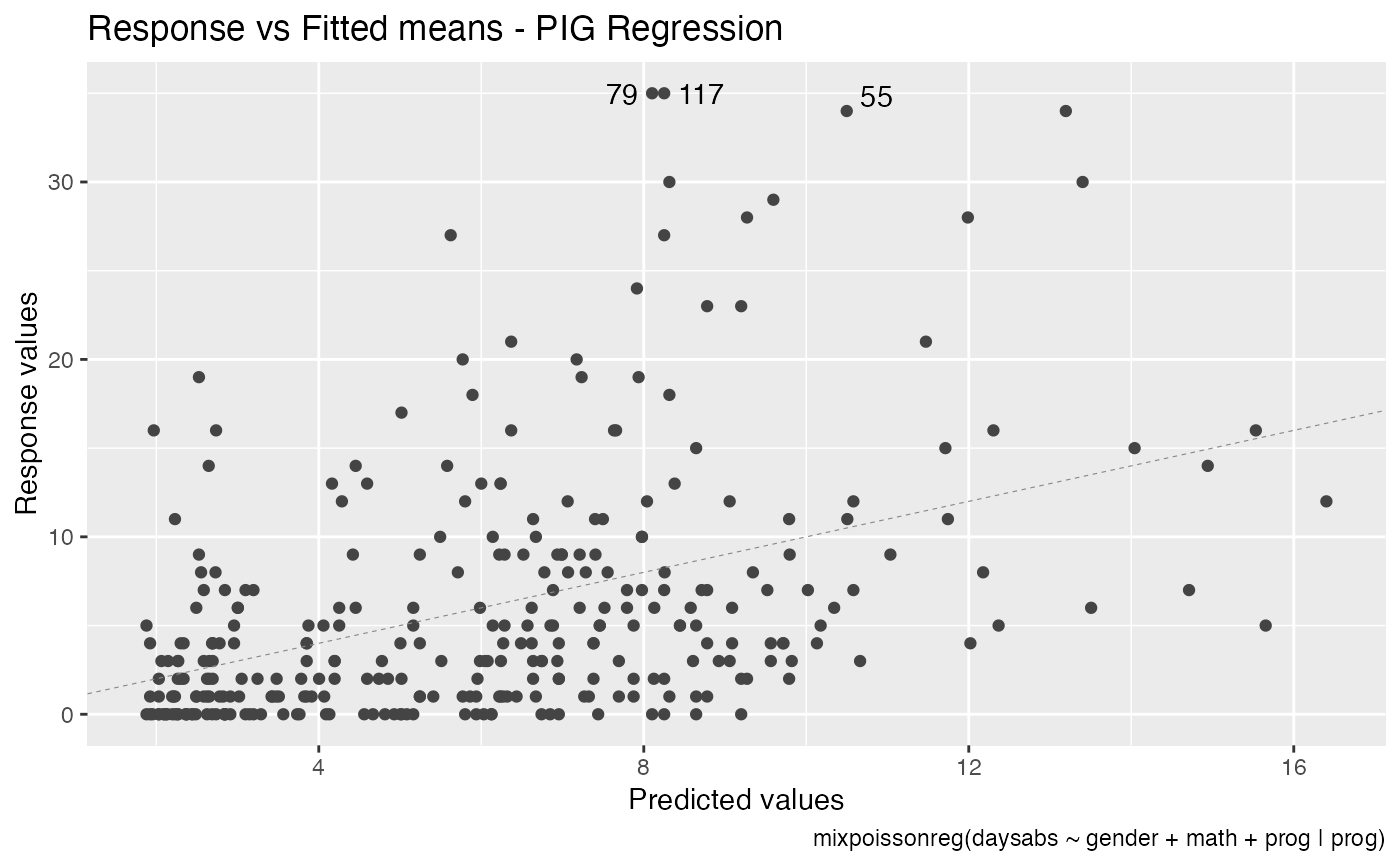 Response vs Fitted means - PIG Regression
79 117 55
30
20
10
0
Response values
4 8 12 16
Predicted values
mixpoissonreg(daysabs ~ gender + math + prog | prog)